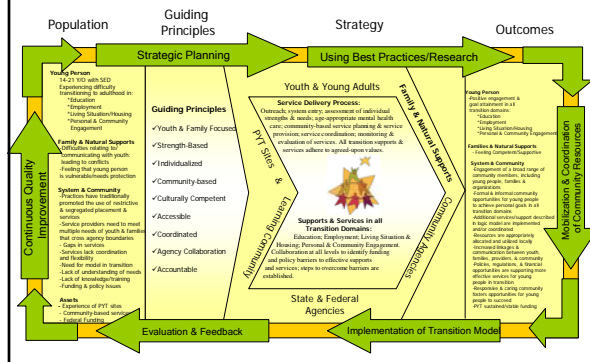 Population
Guiding
Principles
Strategy
Outcomes
Strategic Planning
Using Best Practices/Research
Continuous Quality
Improvement
Young Person
14-21 Y/O with SED
Experiencing difficulty
transitioning to adulthood in:
*Education
*Employment
*Living Situation/Housing
*Personal & Community
Engagement
Family & Natural Supports
-Difficulties relating to/
communicating with youth:
leading to conflicts
-Feeling that young person
is vulnerable/needs protection
System & Community
-Practices have traditionally
promoted the use of restrictive
& segregated placement &
services
-Service providers need to meet
multiple needs of youth & families
that cross agency boundaries
- Gaps in services
-Services lack coordination
and flexibility
-Need for model in transition
-Lack of understanding of needs
-Lack of knowledge/training
-Funding & policy issues
Assets
- Experience of PYT sites
- Community-based services
- Federal Funding
Guiding Principles
✓Youth & Family Focused
✓Strength-Based
✓Individualized
✓Community-based
✓Culturally Competent
✓Accessible
✓Coordinated
✓Agency Collaboration
✓Accountable
Youth & Young Adults
Family & Natural Supports
Community Agencies
State & Federal
Agencies
PYT Sites &
Learning Community
Service Delivery Process:
Outreach; system entry; assessment of individual
strengths & needs; age-appropriate mental health
care; community-based service planning & service
provision; service coordination; monitoring &
evaluation of services. All transition supports &
services adhere to agreed-upon values.
Supports & Services in all
Transition Domains:
Education; Employment; Living Situation &
Housing; Personal & Community Engagement.
Collaboration at all levels to identify funding
and policy barriers to effective supports
and services; steps to overcome barriers are
established.
Young Person
-Positive engagement &
goal attainment in all
transition domains:
*Education
*Employment
*Living Situation/Housing
*Personal & Community Engagement
Families & Natural Supports
- Feeling Competent/Supportive
System & Community
-Engagement of a broad range of
community members, including
young people, families &
organizations
-Formal & informal community
opportunities for young people
to achieve personal goals in all
transition domains
-Additional services/support described
in logic model are implemented
and/or coordinated
-Resources are appropriately
allocated and utilized locally
-Increased linkages &
communication between youth,
families, providers, & community
-Policies, regulations, & financial
opportunities are supporting more
effective services for young
people in transition
-Responsive & caring community
fosters opportunities for young
people to succeed
-PYT sustained/viable funding
Mobilization & Coordination
of Community Resources
Evaluation & Feedback
Implementation of Transition Model